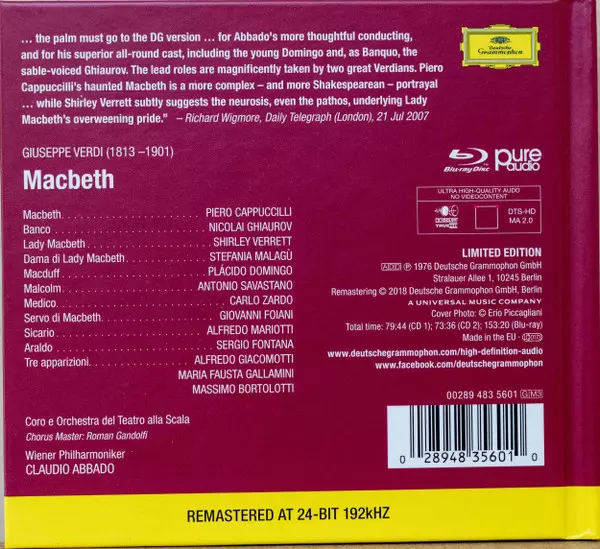 ... the palm must go to the DG version ... for Abbado's more thoughtful conducting,
and for his superior all-round cast, including the young Domingo and, as Banquo, the
sable-voiced Ghiaurov. The lead roles are magnificently taken by two great Verdians. Piero
Cappuccilli's haunted Macbeth is a more complex – and more Shakespearean – portrayal
... while Shirley Verrett subtly suggests the neurosis, even the pathos, underlying Lady
Macbeth's overweening pride." – Richard Wigmore, Daily Telegraph (London), 21 Jul 2007
Deutsche
Grammophon
GIUSEPPE VERDI (1813 –1901)
Macbeth
Macbeth. PIERO CAPPUCCILLI
Banco NICOLAI GHIAUROV
Lady Macbeth SHIRLEY VERRETT
Dama di Lady Macbeth STEFANIA MALAGÙ
Macduff PLÁCIDO DOMINGO
Malcolm ANTONIO SAVASTANO
Medico CARLO ZARDO
Servo di Macbeth GIOVANNI FOIANI
Sicario ALFREDO MARIOTTI
Araldo SERGIO FONTANA
Tre apparizioni. ALFREDO GIACOMOTTI
MARIA FAUSTA GALLAMINI
MASSIMO BORTOLOTTI
Coro e Orchestra del Teatro alla Scala
Chorus Master: Roman Gandolfi
Wiener Philharmoniker
CLAUDIO ABBADO
Blu-ray Disc pure audio
ULTRA HIGH-QUALITY AUDIO
NO VIDEOCONTENT
DOLBY TRUEHD
DTS-HD
MA 2.0
LIMITED EDITION
ADD ℗ 1976 Deutsche Grammophon GmbH
Stralauer Allee 1, 10245 Berlin
Remastering © 2018 Deutsche Grammophon GmbH, Berlin
A UNIVERSAL MUSIC COMPANY
Cover Photo: © Erio Piccagliani
Total time: 79:44 (CD 1); 73:36 (CD 2); 153:20 (Blu-ray)
Made in the EU
www.deutschegrammophon.com/high-definition-audio
www.facebook.com/deutschegrammophon
00289 483 5601 GM3
0 28948 35601 0
REMASTERED AT 24-BIT 192kHZ